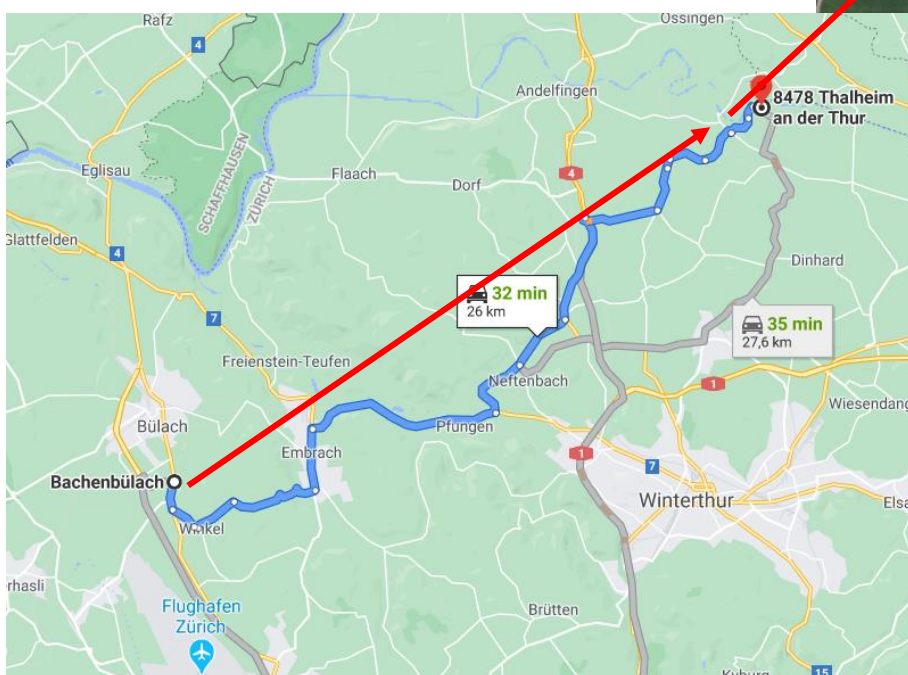 Rafz
Ossingen
4
Andelfingen
8478 Thalheim
an der Thur
SCHAFFHAUSEN
ZÜRICH
Eglisau
Flaach
Dorf
4
Glattfelden
4
Dinhard
7
32 min
26 km
35 min
27,6 km
Freienstein-Teufen
Neftenbach
1
Wiesendang
Bülach
Pfungen
Embrach
1
7
Bachenbülach
Winterthur
Elsa
Winkel
rhasli
Flughafen
Zürich
Brütten
15
Kyburg